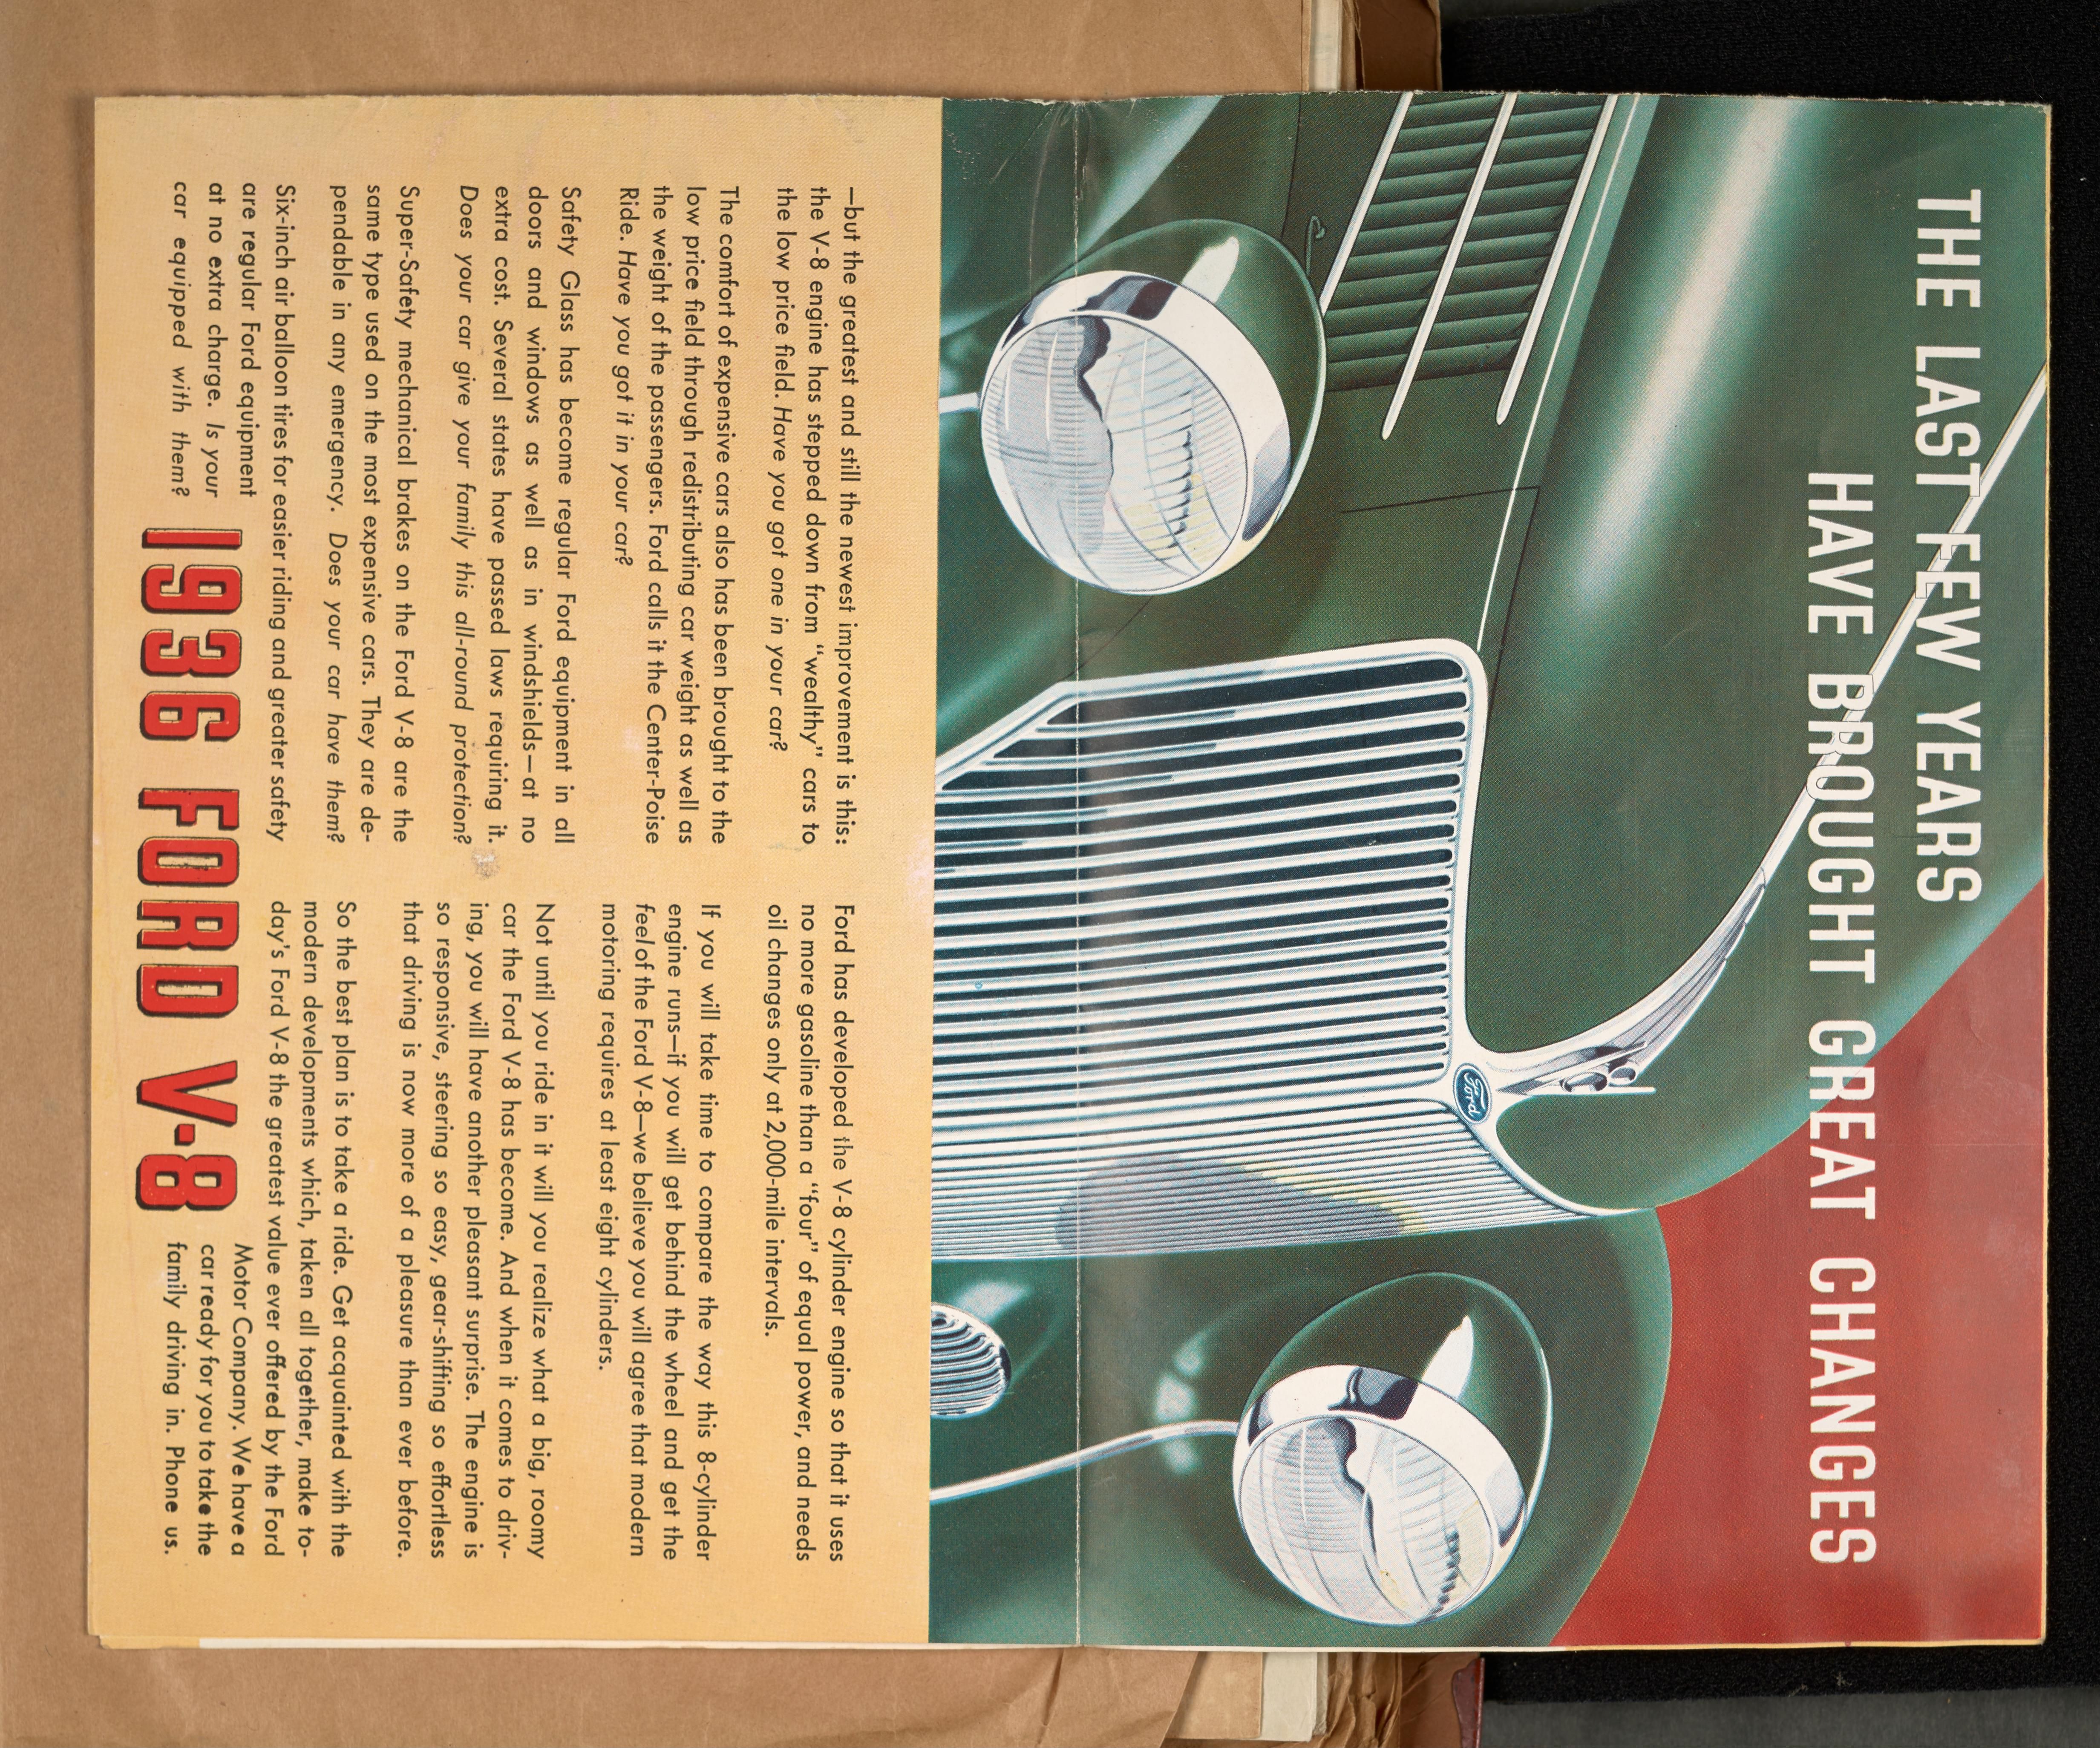 THE LAST FEW YEARS
HAVE BROUGHT GREAT CHANGES
Ford
—but the greatest and still the newest improvement is this:
the V-8 engine has stepped down from “wealthy” cars to
the low price field. Have you got one in your car?
The comfort of expensive cars also has been brought to the
low price field through redistributing car weight as well as
the weight of the passengers. Ford calls it the Center-Poise
Ride. Have you got it in your car?
Safety Glass has become regular Ford equipment in all
doors and windows as well as in windshields—at no
extra cost. Several states have passed laws requiring it.
Does your car give your family this all-round protection?
Super-Safety mechanical brakes on the Ford V-8 are the
same type used on the most expensive cars. They are de-
pendable in any emergency. Does your car have them?
Six-inch air balloon tires for easier riding and greater safety
are regular Ford equipment
at no extra charge. Is your
car equipped with them?
Ford has developed the V-8 cylinder engine so that it uses
no more gasoline than a “four” of equal power, and needs
oil changes only at 2,000-mile intervals.
If you will take time to compare the way this 8-cylinder
engine runs—if you will get behind the wheel and get the
feel of the Ford V-8—we believe you will agree that modern
motoring requires at least eight cylinders.
Not until you ride in it will you realize what a big, roomy
car the Ford V-8 has become. And when it comes to driv-
ing, you will have another pleasant surprise. The engine is
so responsive, steering so easy, gear-shifting so effortless
that driving is now more of a pleasure than ever before.
So the best plan is to take a ride. Get acquainted with the
modern developments which, taken all together, make to-
day's Ford V-8 the greatest value ever offered by the Ford
Motor Company. We have a
car ready for you to take the
family driving in. Phone us.
1936 FORD V·8